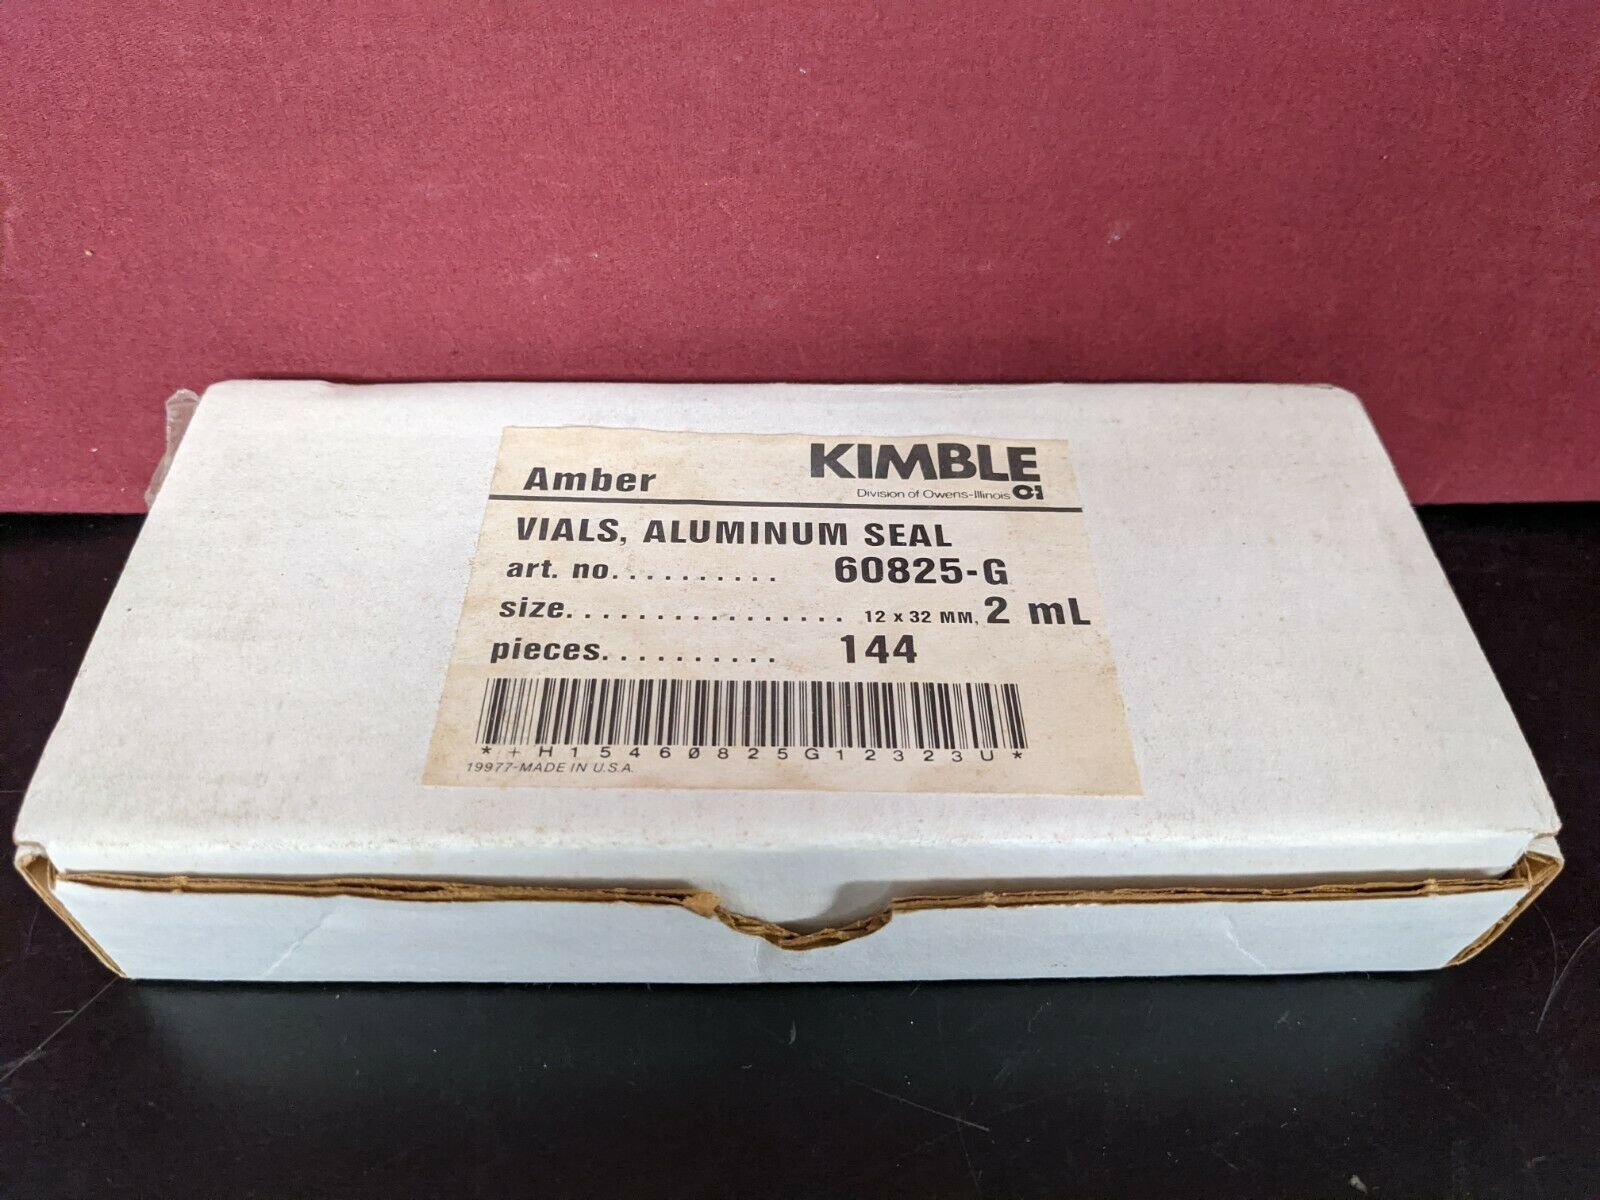 Amber
KIMBLE
Division of Owens-Illinois O-I
VIALS, ALUMINUM SEAL
art. no.......... 60825-G
size................ 12 x 32 MM, 2 mL
pieces.......... 144
*+H15460825G12323U*
19977-MADE IN U.S.A.